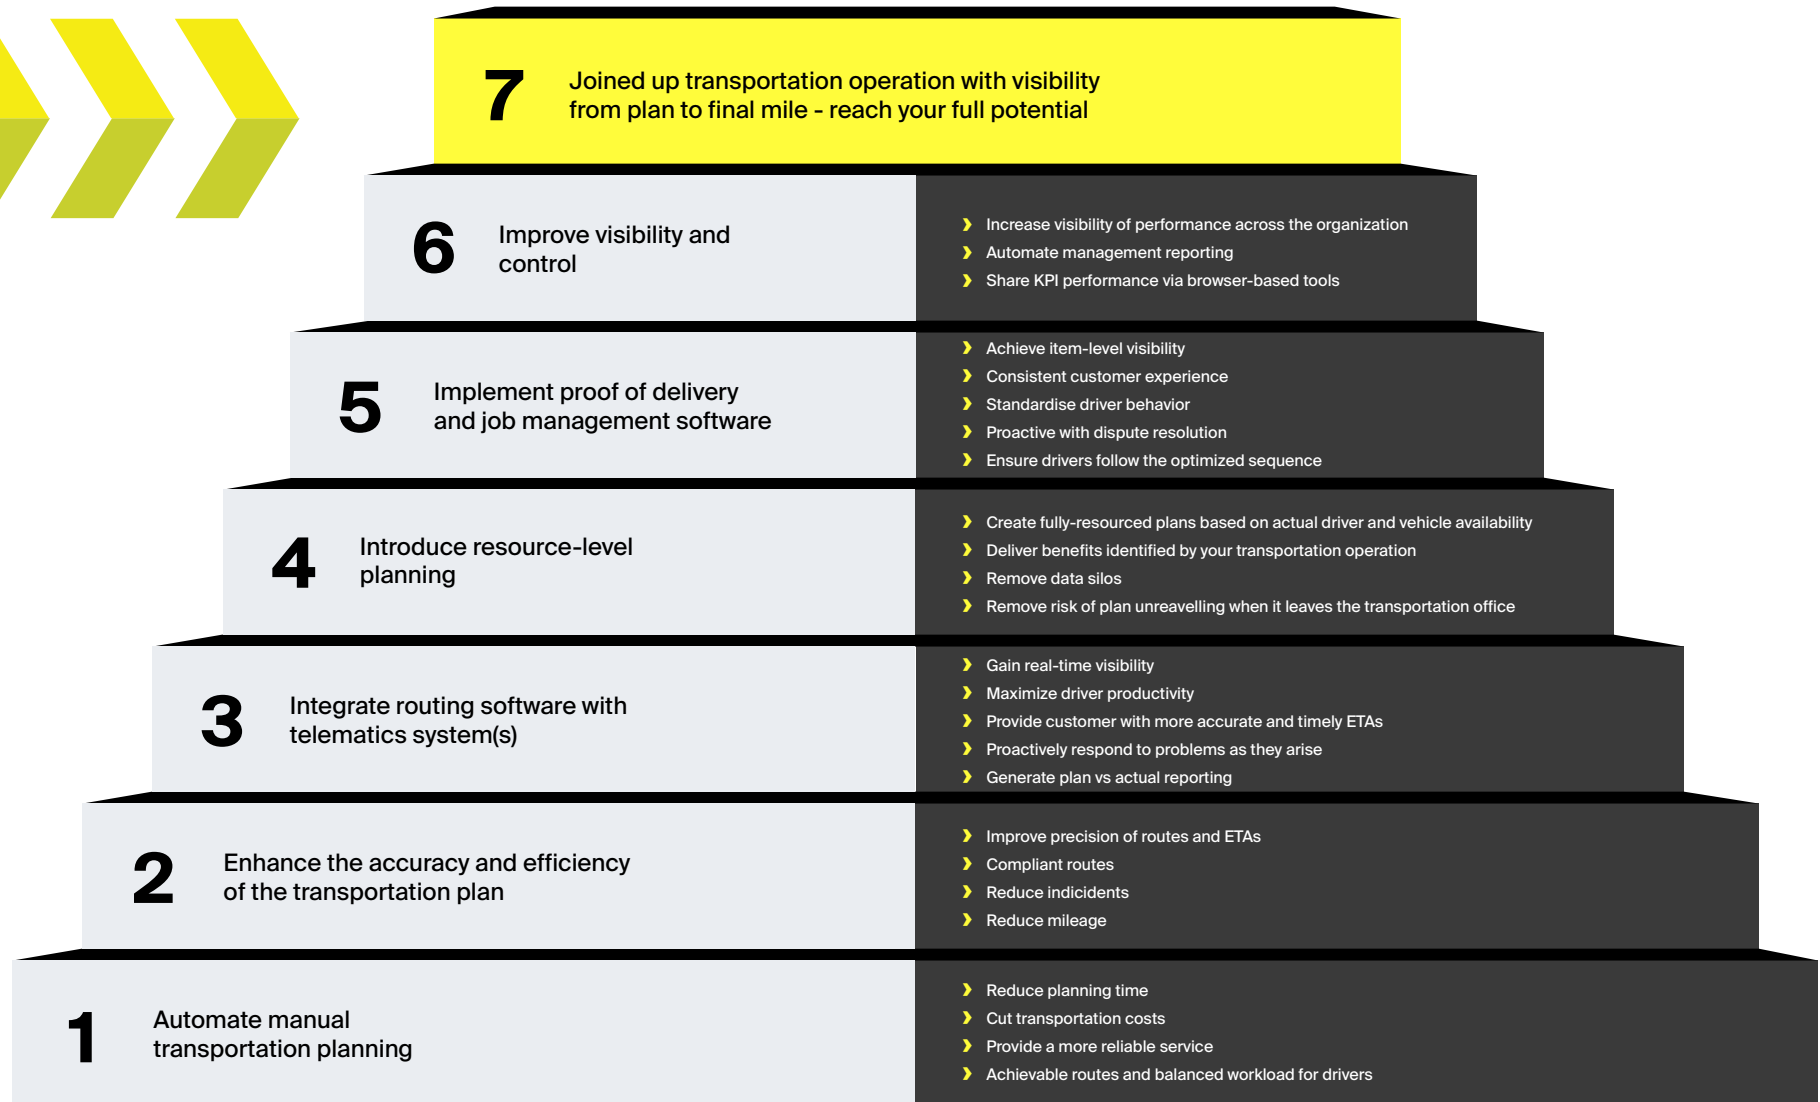 7
Joined up transportation operation with visibility
from plan to final mile - reach your full potential
6
Improve visibility and
control
Increase visibility of performance across the organization
Automate management reporting
Share KPI performance via browser-based tools
5
Implement proof of delivery
and job management software
Achieve item-level visibility
Consistent customer experience
Standardise driver behavior
Proactive with dispute resolution
Ensure drivers follow the optimized sequence
4
Introduce resource-level
planning
Create fully-resourced plans based on actual driver and vehicle availability
Deliver benefits identified by your transportation operation
Remove data silos
Remove risk of plan unreavelling when it leaves the transportation office
3
Integrate routing software with
telematics system(s)
Gain real-time visibility
Maximize driver productivity
Provide customer with more accurate and timely ETAs
Proactively respond to problems as they arise
Generate plan vs actual reporting
2
Enhance the accuracy and efficiency
of the transportation plan
Improve precision of routes and ETAs
Compliant routes
Reduce indicidents
Reduce mileage
1
Automate manual
transportation planning
Reduce planning time
Cut transportation costs
Provide a more reliable service
Achievable routes and balanced workload for drivers